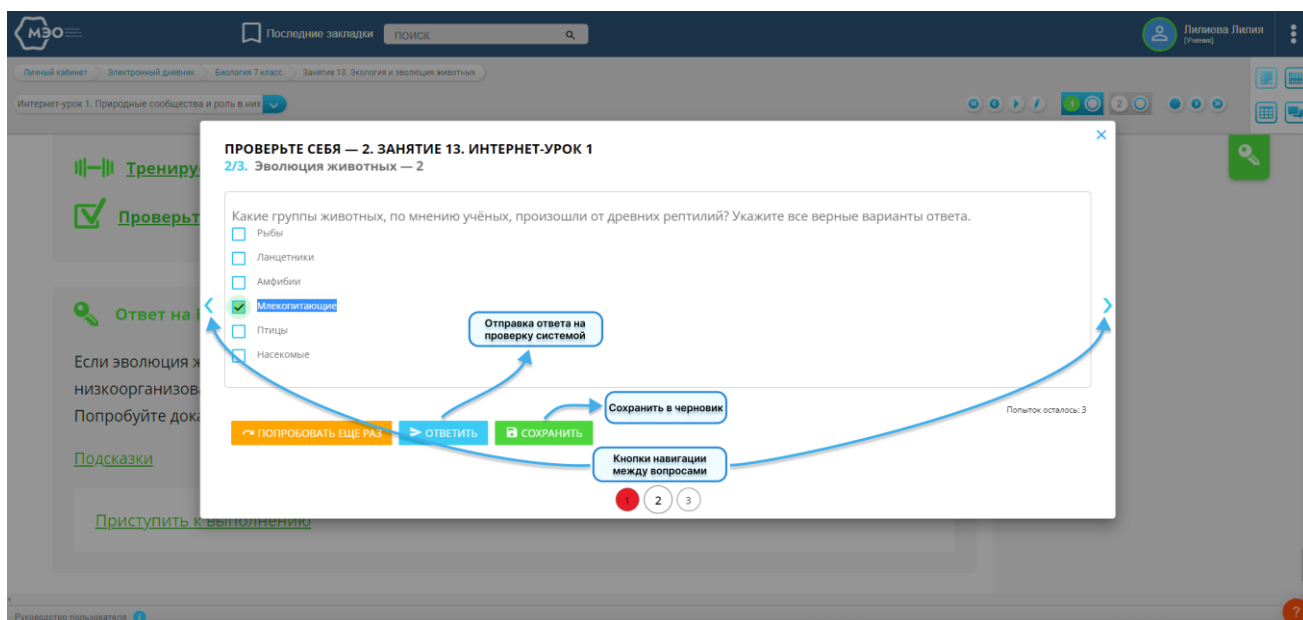 МЭО
Последние закладки
ПОИСК
Лилиова Лилия
[Ученик]
Личный кабинет
Электронный дневник
Биология 7 класс
Занятие 13. Экология и эволюция животных
Интернет-урок 1. Природные сообщества и роль в них
1
2
ПРОВЕРЬТЕ СЕБЯ — 2. ЗАНЯТИЕ 13. ИНТЕРНЕТ-УРОК 1
2/3. Эволюция животных — 2
Тренируй
Проверьт
Какие группы животных, по мнению учёных, произошли от древних рептилий? Укажите все верные варианты ответа.
Рыбы
Ланцетники
Амфибии
Млекопитающие
Птицы
Насекомые
Ответ на
Отправка ответа на
проверку системой
Если эволюция ж
низкоорганизова
Попробуйте дока
Сохранить в черновик
Попыток осталось: 3
ПОПРОБОВАТЬ ЕЩЕ РАЗ
ОТВЕТИТЬ
СОХРАНИТЬ
Подсказки
Кнопки навигации
между вопросами
1
2
3
Приступить к выполнению
Руководство пользователя
?